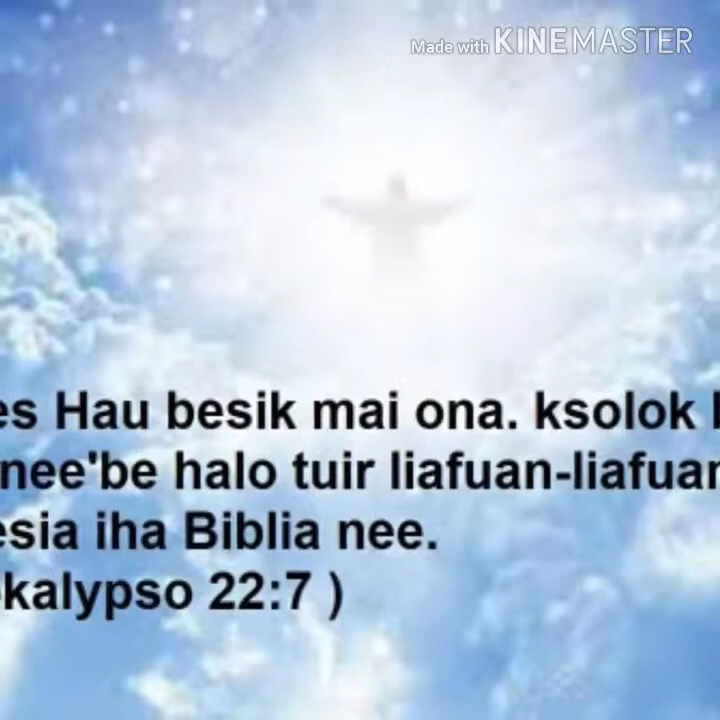 Made with KINEMASTER
es Hau besik mai ona. ksolok
nee'be halo tuir liafuan-liafuan
esia iha Biblia nee.
kalypso 22:7 )